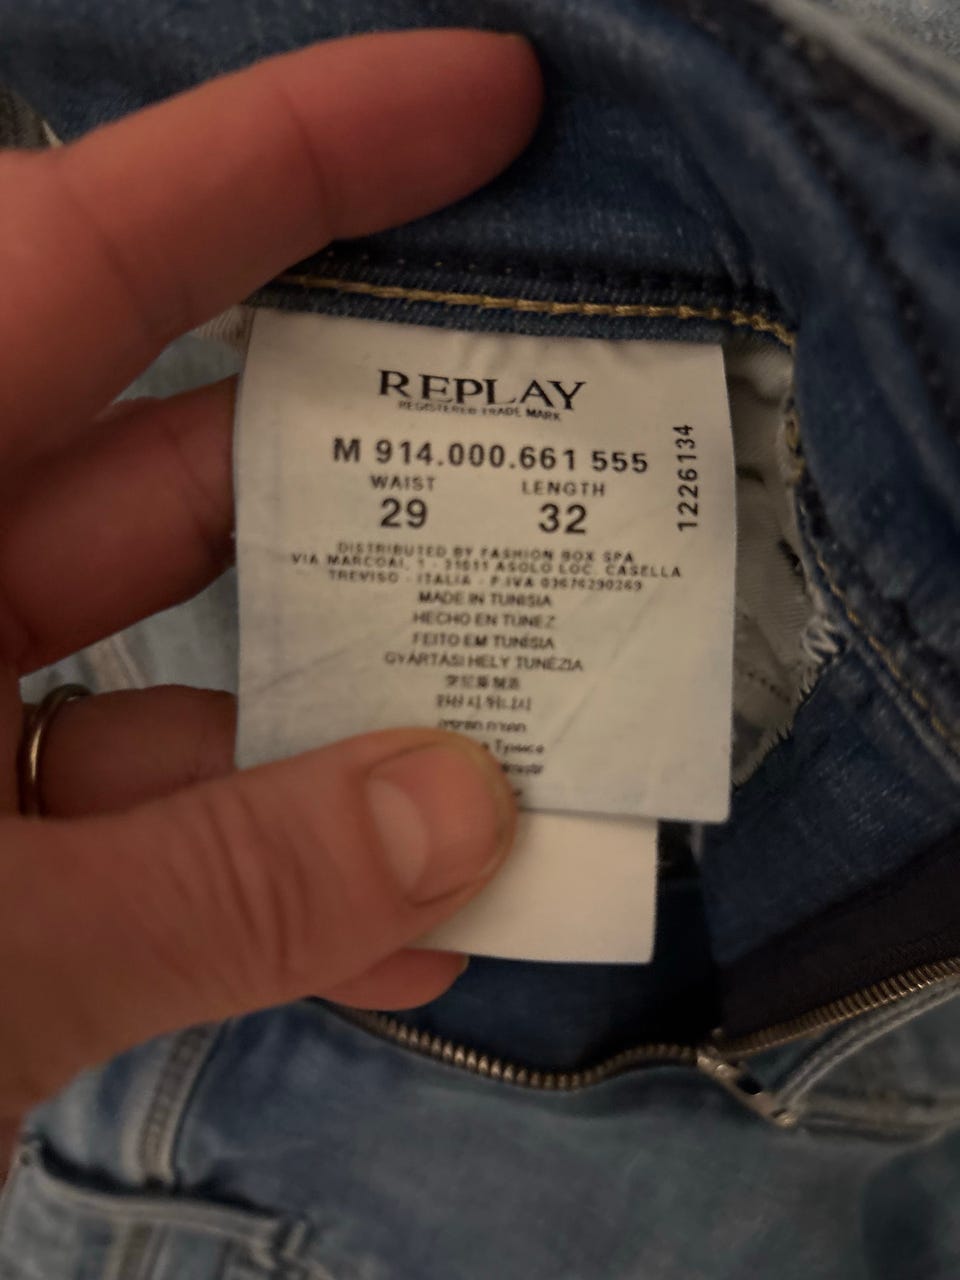 REPLAY
REGISTERED TRADE MARK
M 914.000.661 555
WAIST LENGTH
29 32
1226134
DISTRIBUTED BY FASHION BOX SPA
VIA MARCOAI, 1 - 31011 ASOLO LOC. CASELLA
TREVISO - ITALIA - P.IVA 03676290269
MADE IN TUNISIA
HECHO EN TÚNEZ
FEITO EM TUNÍSIA
GYÁRTÁSI HELY TUNÉZIA